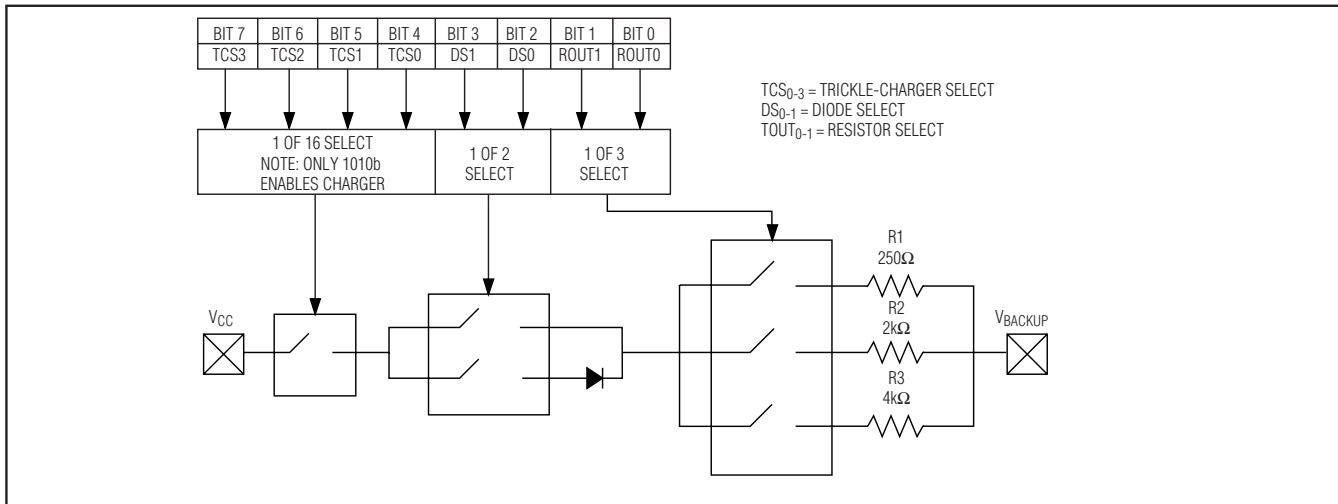 BIT 7 BIT 6 BIT 5 BIT 4 BIT 3 BIT 2 BIT 1 BIT 0
TCS3 TCS2 TCS1 TCS0 DS1 DS0 ROUT1 ROUT0
TCS0-3 = TRICKLE-CHARGER SELECT
DS0-1 = DIODE SELECT
TOUT0-1 = RESISTOR SELECT
1 OF 16 SELECT
NOTE: ONLY 1010b
ENABLES CHARGER
1 OF 2
SELECT
1 OF 3
SELECT
R1
250Ω
VCC
R2
2kΩ
VBACKUP
R3
4kΩ